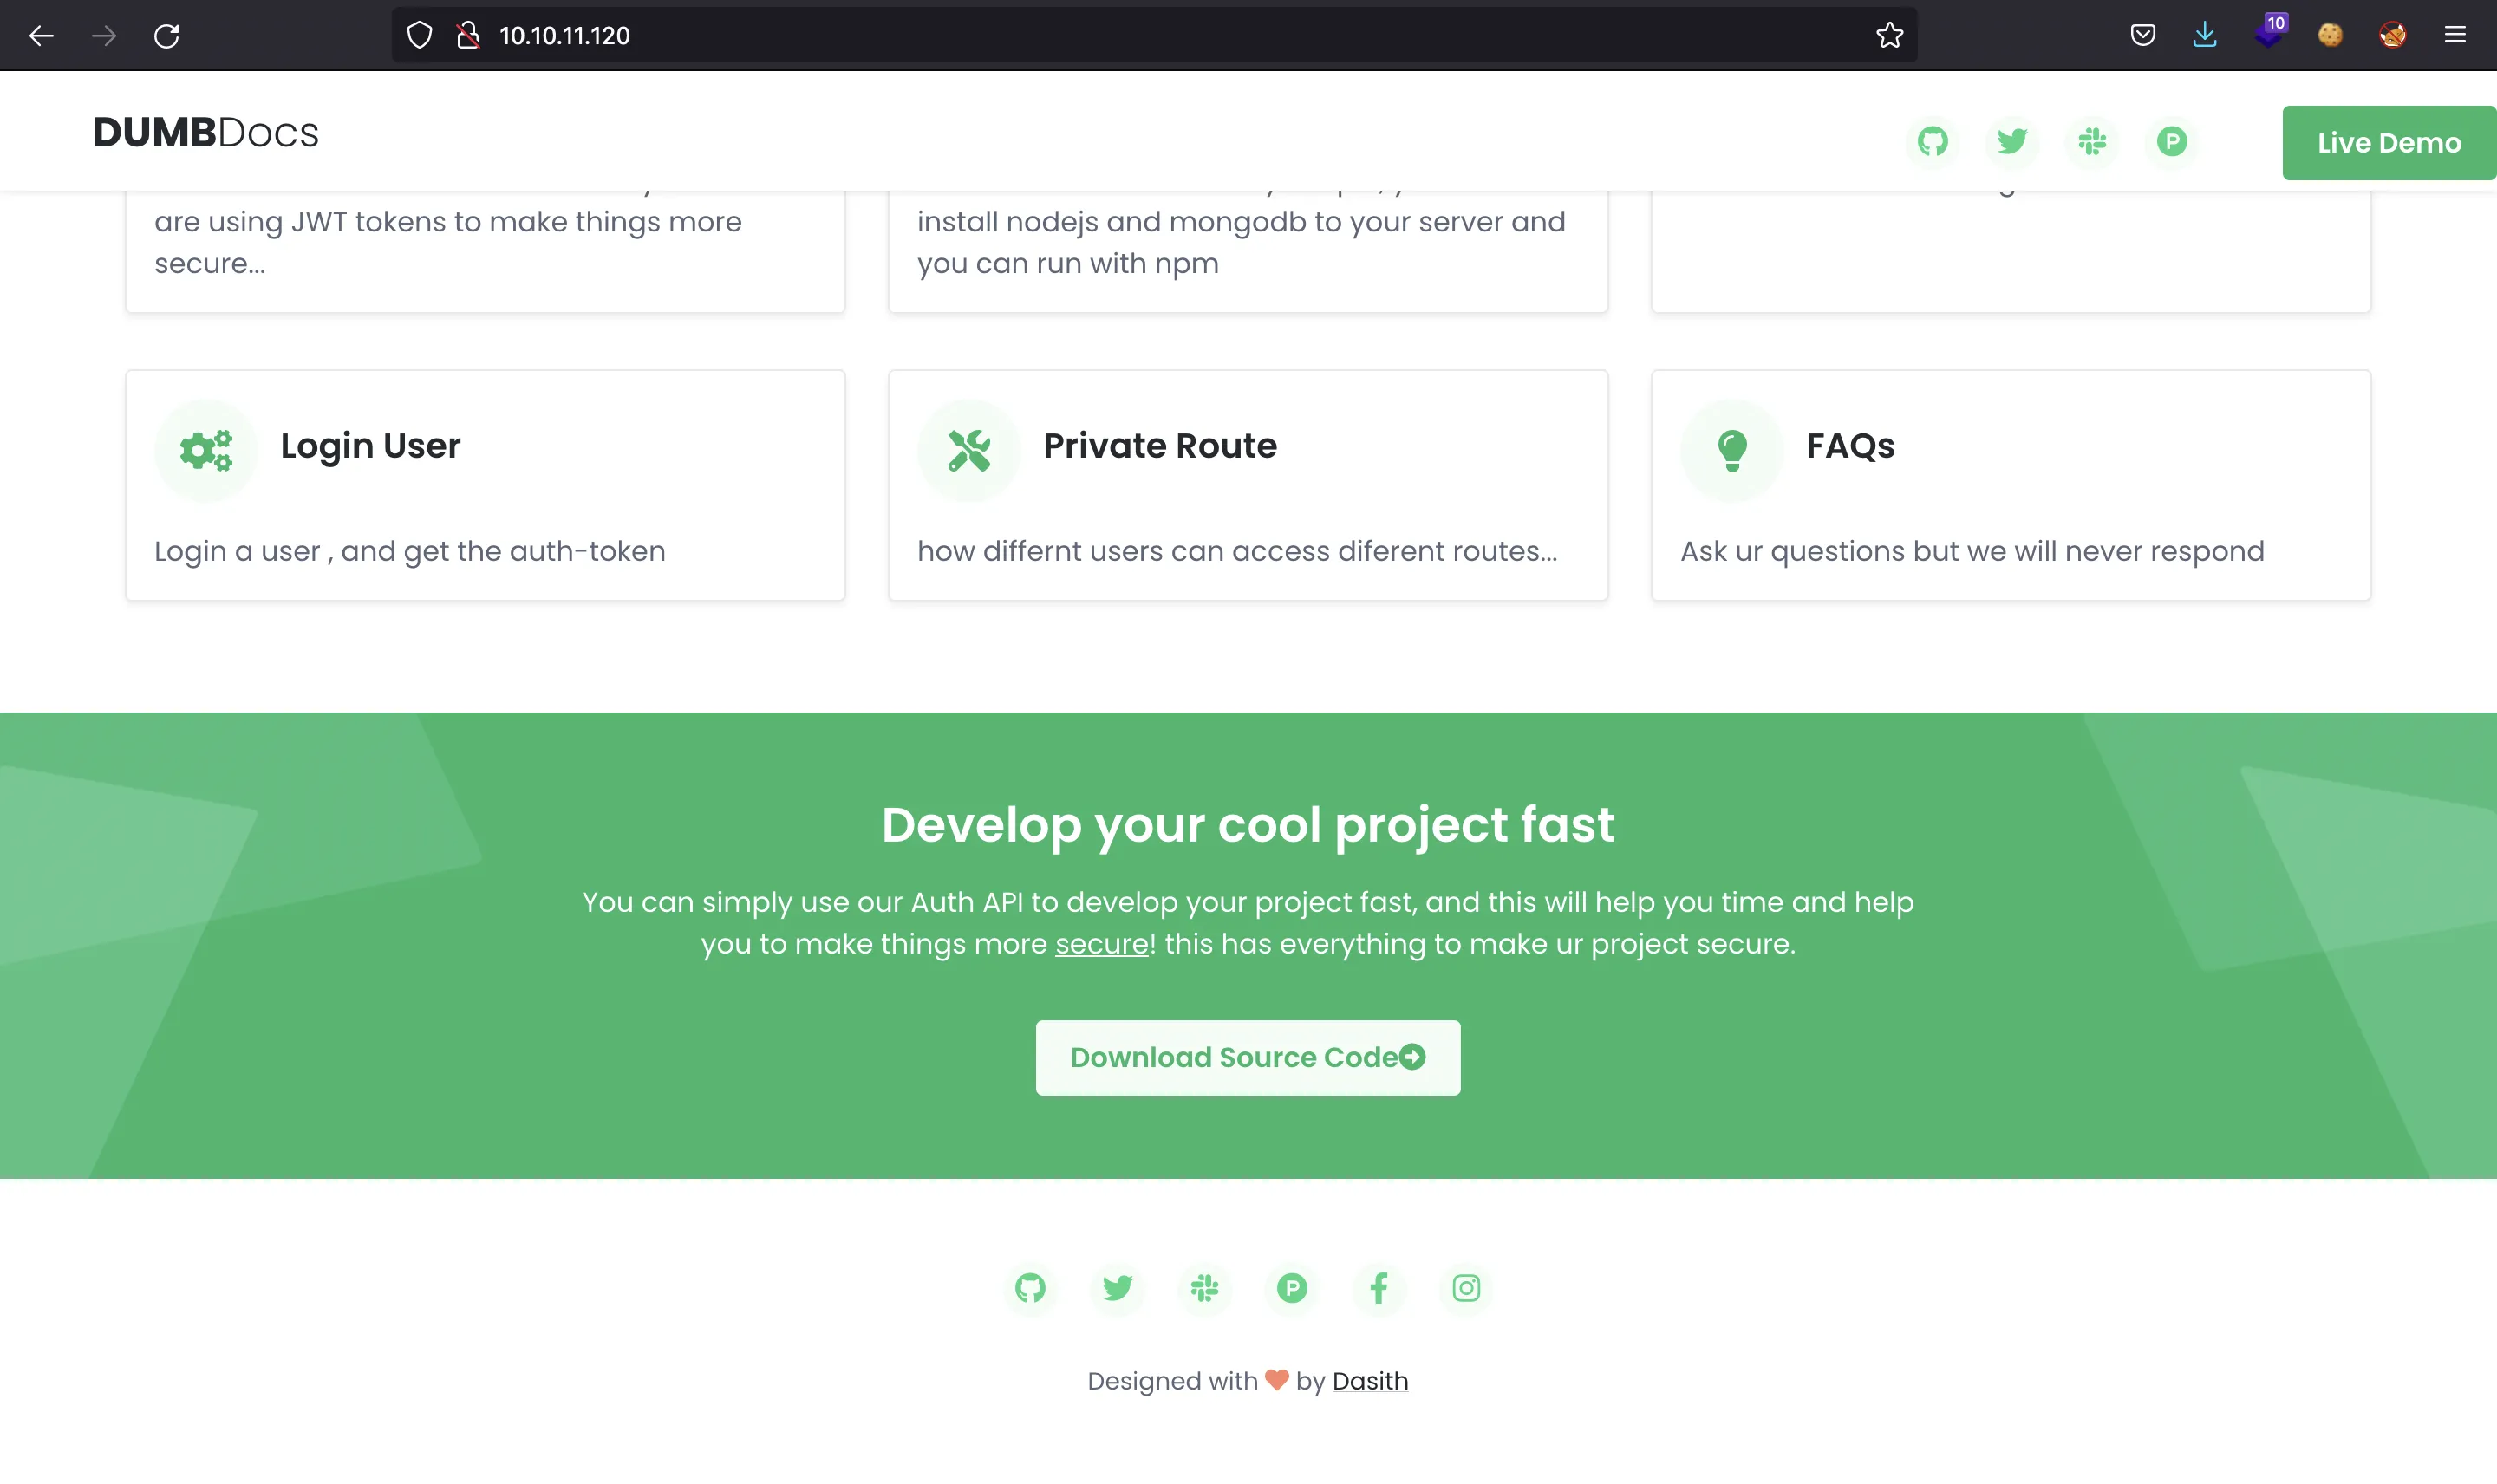 10.10.11.120
10
DUMBDocs
Live Demo
are using JWT tokens to make things more
secure...
install nodejs and mongodb to your server and
you can run with npm
Login User
Login a user , and get the auth-token
Private Route
how differnt users can access diferent routes...
FAQs
Ask ur questions but we will never respond
Develop your cool project fast
You can simply use our Auth API to develop your project fast, and this will help you time and help
you to make things more secure! this has everything to make ur project secure.
Download Source Code
Designed with by Dasith